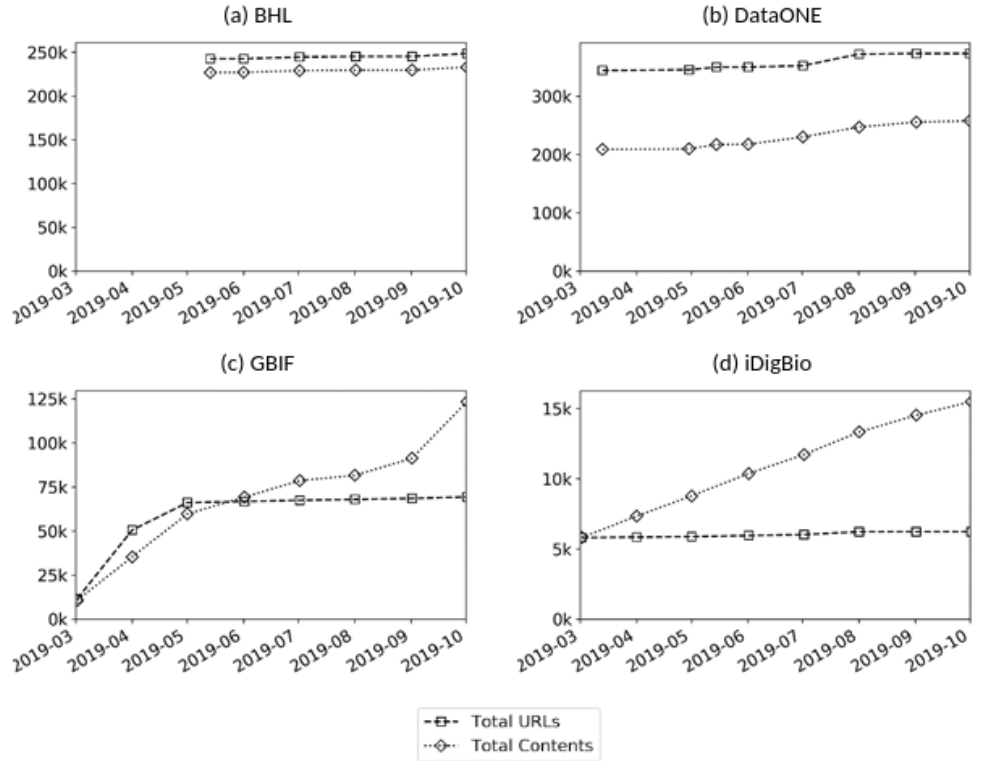 (a) BHL
250k
200k
150k
100k
50k
0k
2019-03
2019-04
2019-05
2019-06
2019-07
2019-08
2019-09
2019-10
(b) DataONE
300k
200k
100k
0k
2019-03
2019-04
2019-05
2019-06
2019-07
2019-08
2019-09
2019-10
(c) GBIF
125k
100k
75k
50k
25k
0k
2019-03
2019-04
2019-05
2019-06
2019-07
2019-08
2019-09
2019-10
(d) iDigBio
15k
10k
5k
0k
2019-03
2019-04
2019-05
2019-06
2019-07
2019-08
2019-09
2019-10
Total URLs
Total Contents